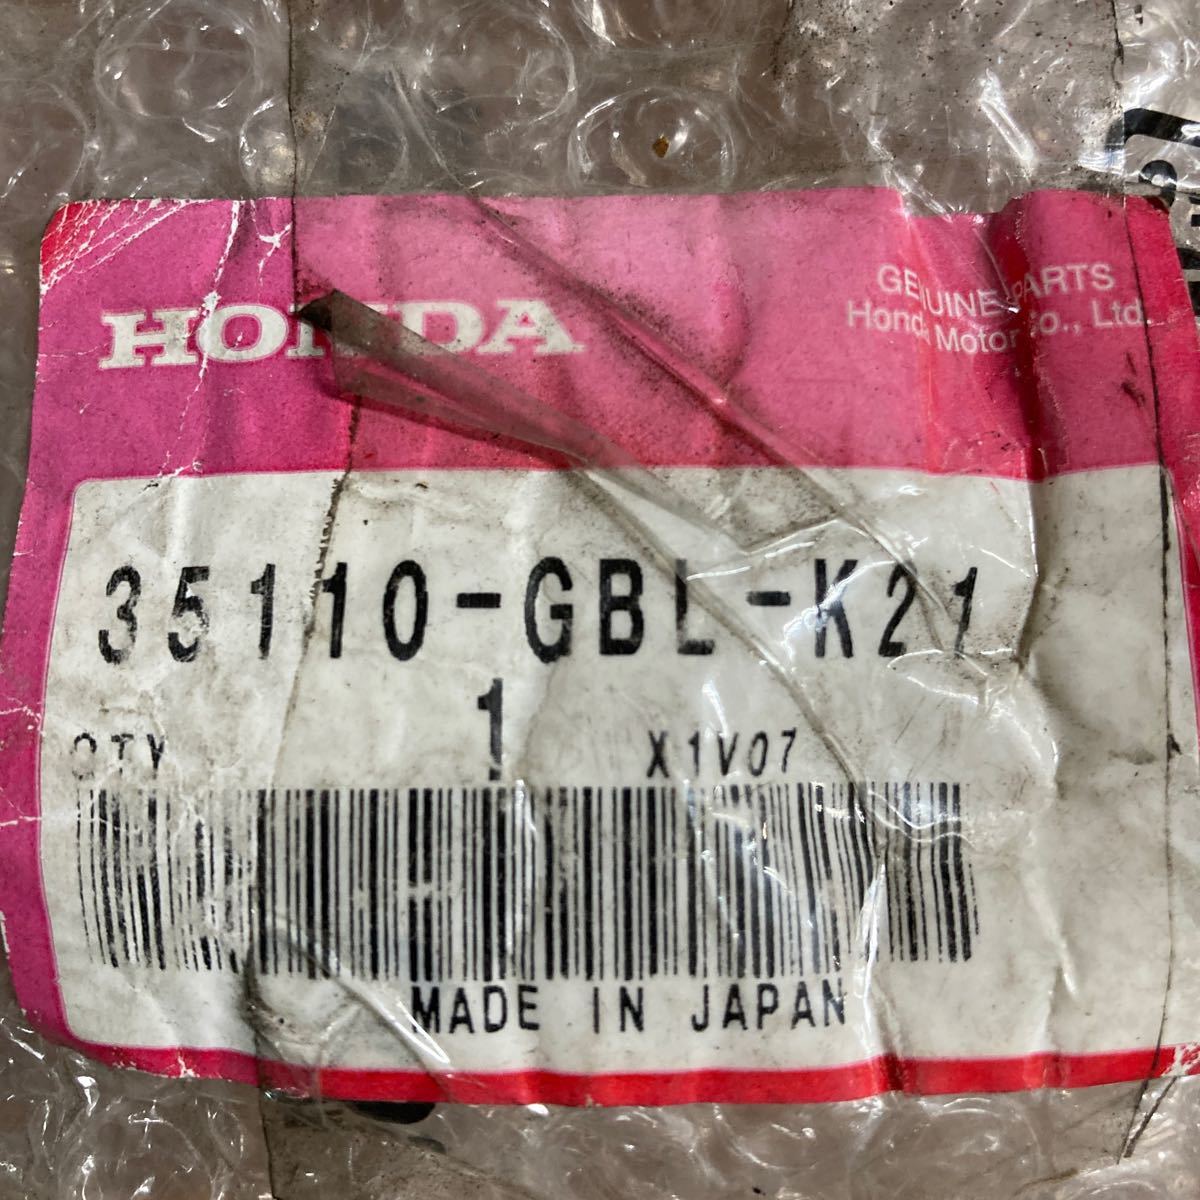 HONDA
GENUINE PARTS
Honda Motor Co., Ltd.
35110-GBL-K21
QTY 1 X1V07
MADE IN JAPAN